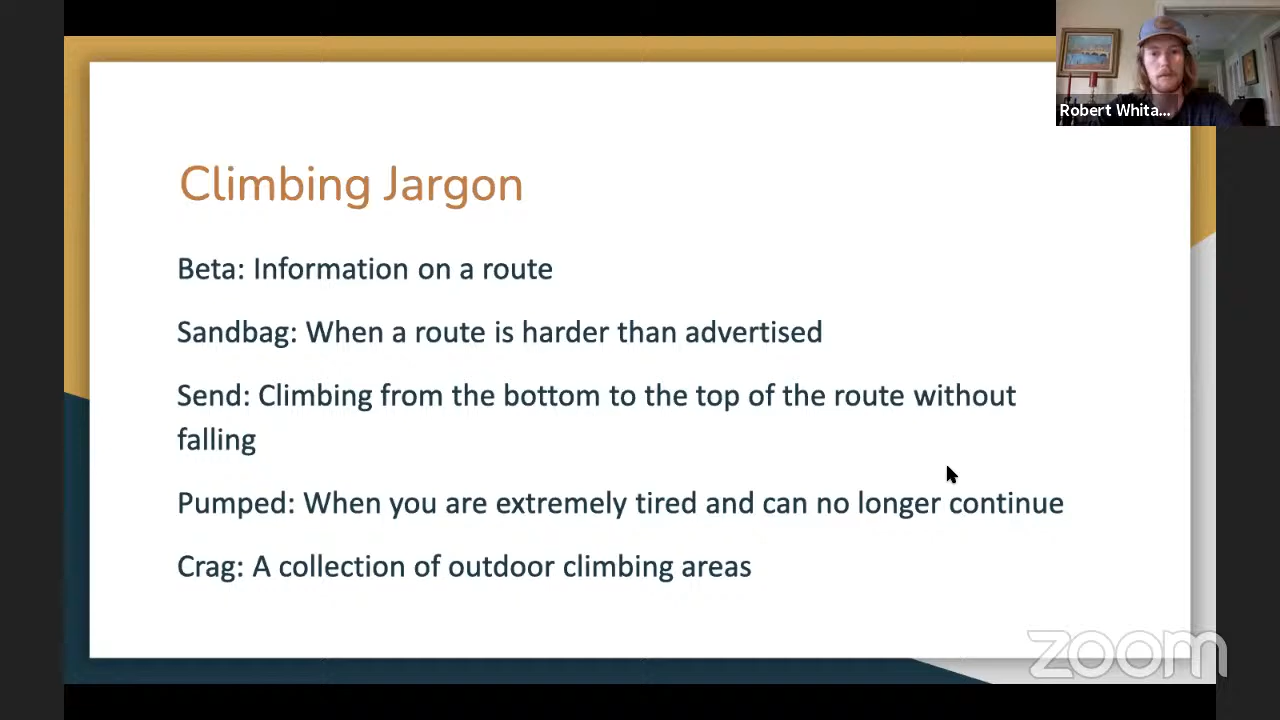 Robert Whita...
Climbing Jargon
Beta: Information on a route
Sandbag: When a route is harder than advertised
Send: Climbing from the bottom to the top of the route without
falling
Pumped: When you are extremely tired and can no longer continue
Crag: A collection of outdoor climbing areas
zoom